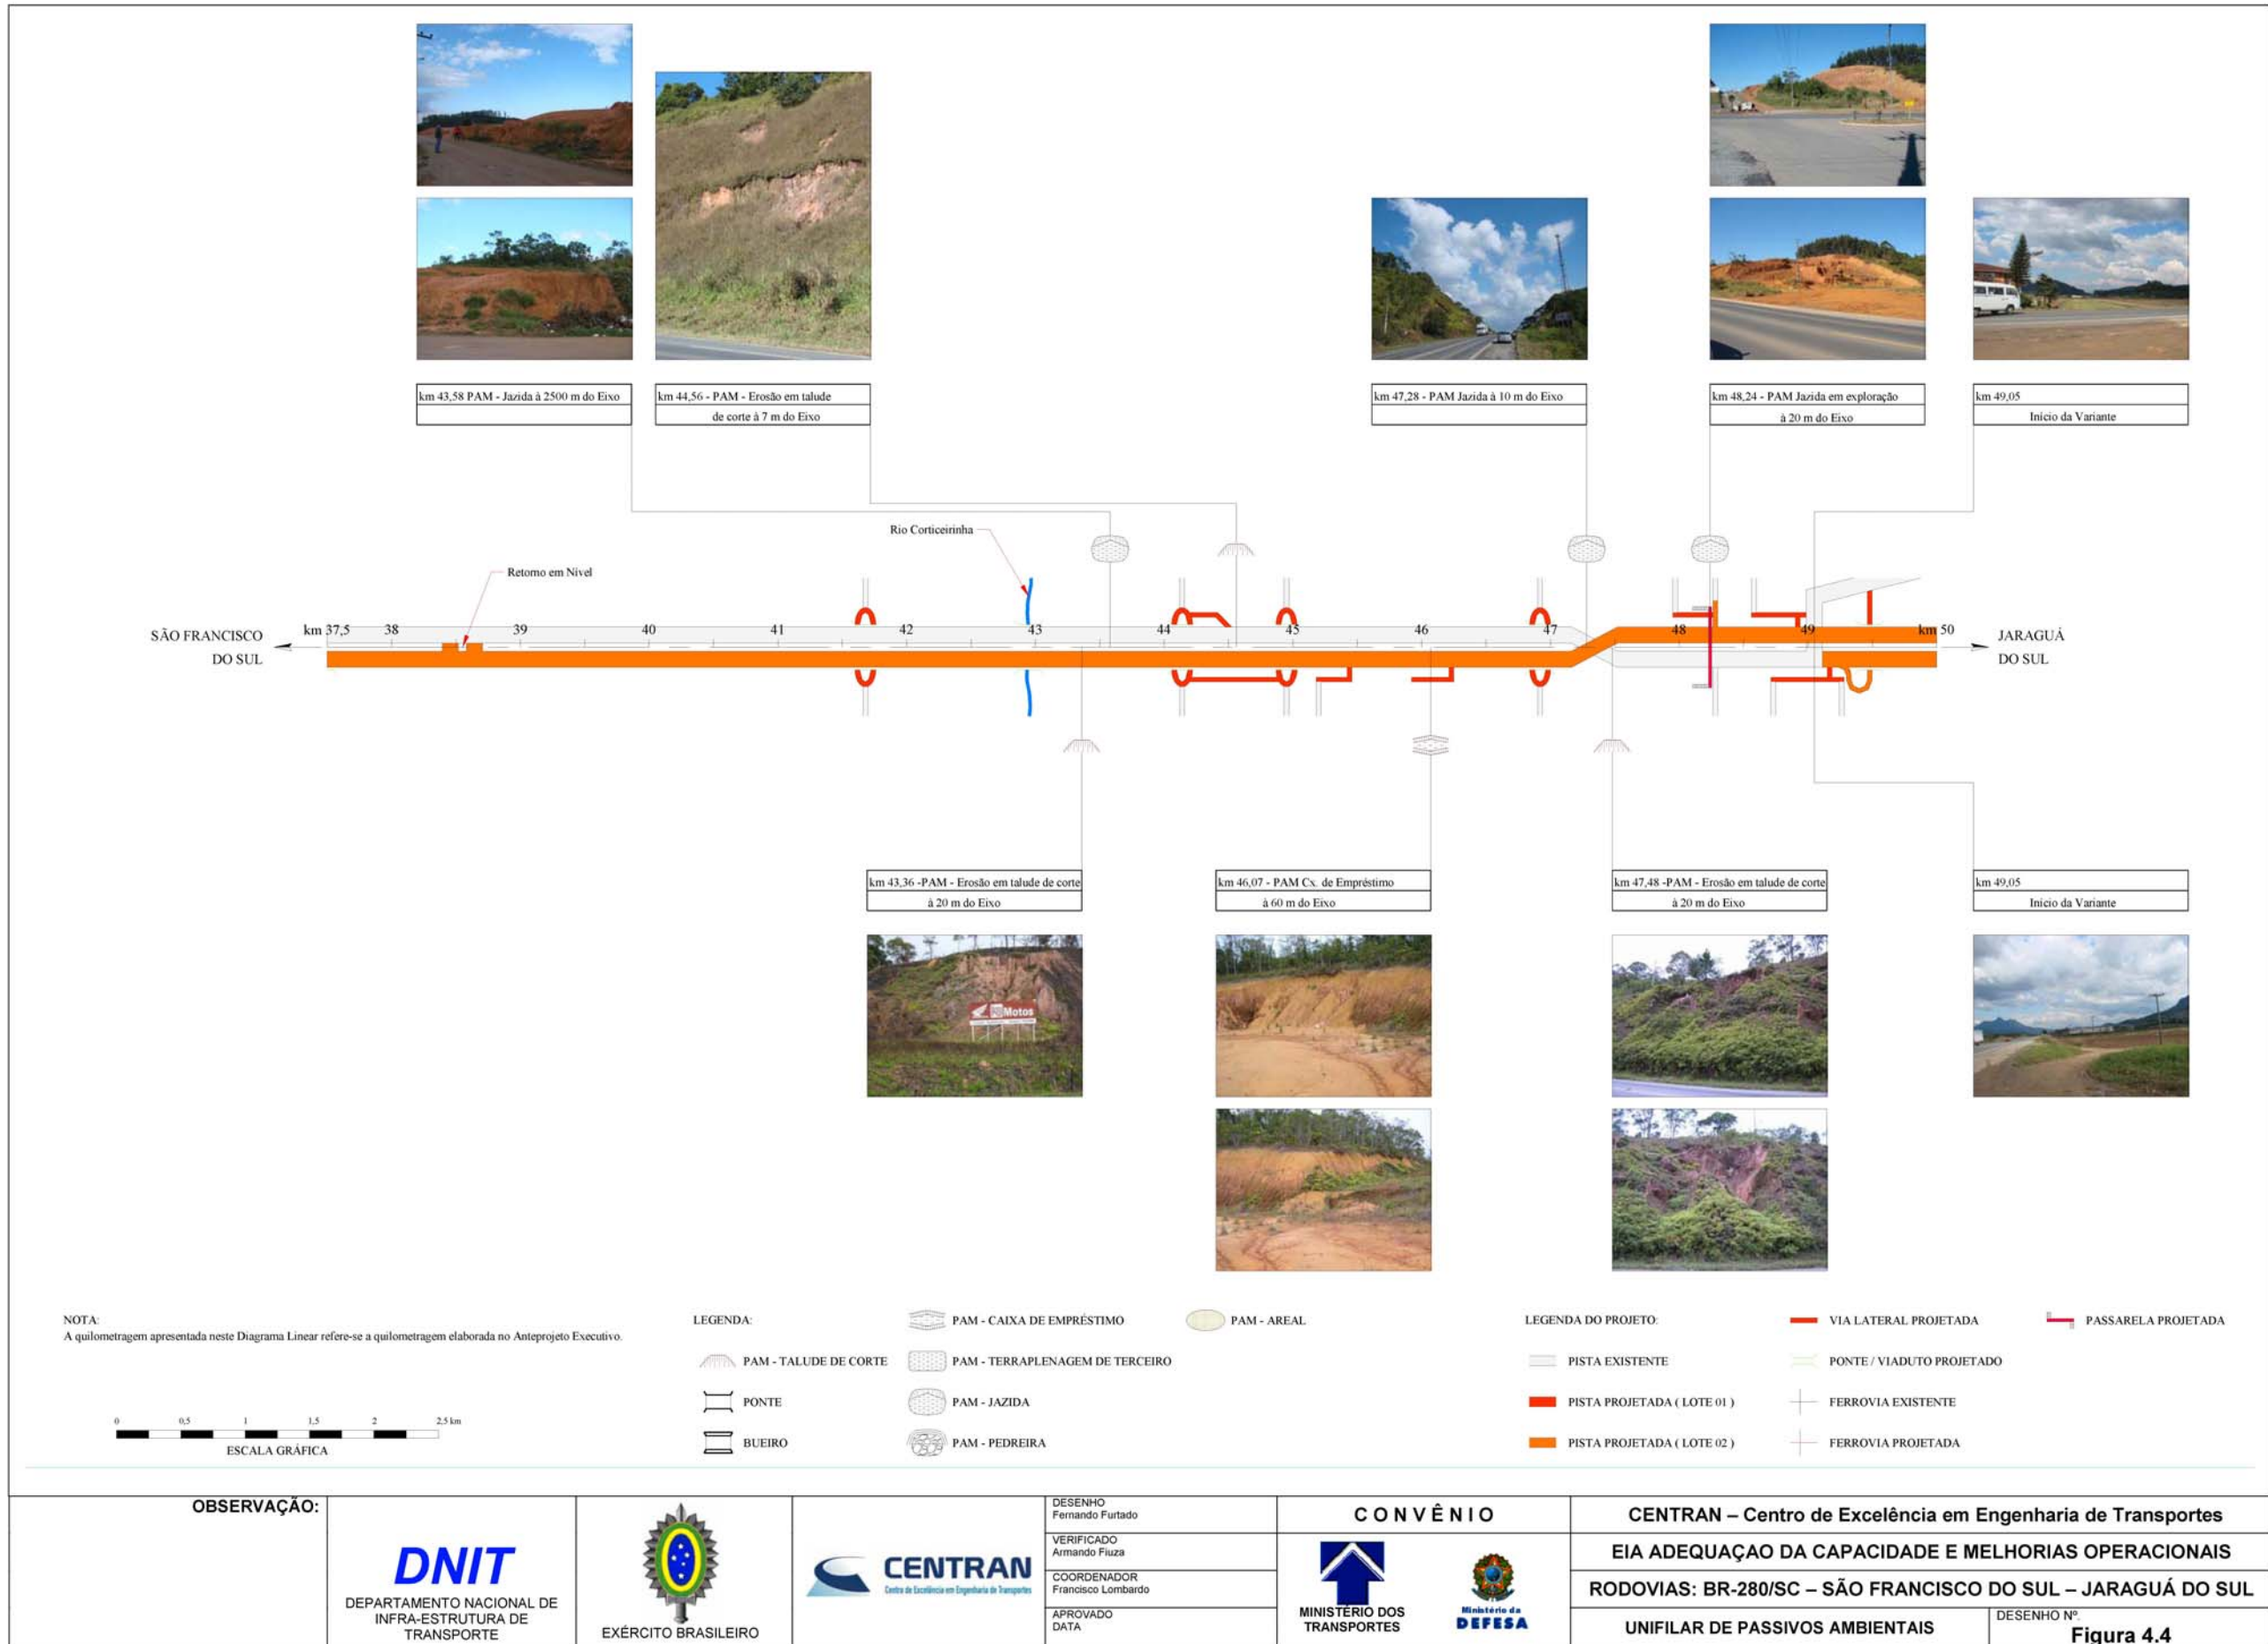 km 43,58 PAM - Jazida à 2500 m do Eixo
km 44,56 - PAM - Erosão em talude
de corte à 7 m do Eixo
km 47,28 - PAM Jazida à 10 m do Eixo
km 48,24 - PAM Jazida em exploração
à 20 m do Eixo
km 49,05
Início da Variante
Rio Corticeirinha
Retorno em Nível
SÃO FRANCISCO
DO SUL
km 37,5
38
39
40
41
42
43
44
45
46
47
48
49
km 50
JARAGUÁ
DO SUL
km 43,36 -PAM - Erosão em talude de corte
à 20 m do Eixo
km 46,07 - PAM Cx. de Empréstimo
à 60 m do Eixo
km 47,48 -PAM - Erosão em talude de corte
à 20 m do Eixo
km 49,05
Início da Variante
Motos
NOTA:
A quilometragem apresentada neste Diagrama Linear refere-se a quilometragem elaborada no Anteprojeto Executivo.
0 0,5 1 1,5 2 2,5 km
ESCALA GRÁFICA
LEGENDA:
PAM - TALUDE DE CORTE
PONTE
BUEIRO
PAM - CAIXA DE EMPRÉSTIMO
PAM - TERRAPLENAGEM DE TERCEIRO
PAM - JAZIDA
PAM - PEDREIRA
PAM - AREAL
LEGENDA DO PROJETO:
PISTA EXISTENTE
PISTA PROJETADA ( LOTE 01 )
PISTA PROJETADA ( LOTE 02 )
VIA LATERAL PROJETADA
PONTE / VIADUTO PROJETADO
FERROVIA EXISTENTE
FERROVIA PROJETADA
PASSARELA PROJETADA
OBSERVAÇÃO:
DNIT
DEPARTAMENTO NACIONAL DE
INFRA-ESTRUTURA DE
TRANSPORTE
EXÉRCITO BRASILEIRO
CENTRAN
Centro de Excelência em Engenharia de Transportes
DESENHO
Fernando Furtado
VERIFICADO
Armando Fiuza
COORDENADOR
Francisco Lombardo
APROVADO
DATA
CONVÊNIO
MINISTÉRIO DOS
TRANSPORTES
Ministério da
DEFESA
CENTRAN – Centro de Excelência em Engenharia de Transportes
EIA ADEQUAÇAO DA CAPACIDADE E MELHORIAS OPERACIONAIS
RODOVIAS: BR-280/SC – SÃO FRANCISCO DO SUL – JARAGUÁ DO SUL
UNIFILAR DE PASSIVOS AMBIENTAIS
DESENHO Nº.
Figura 4.4